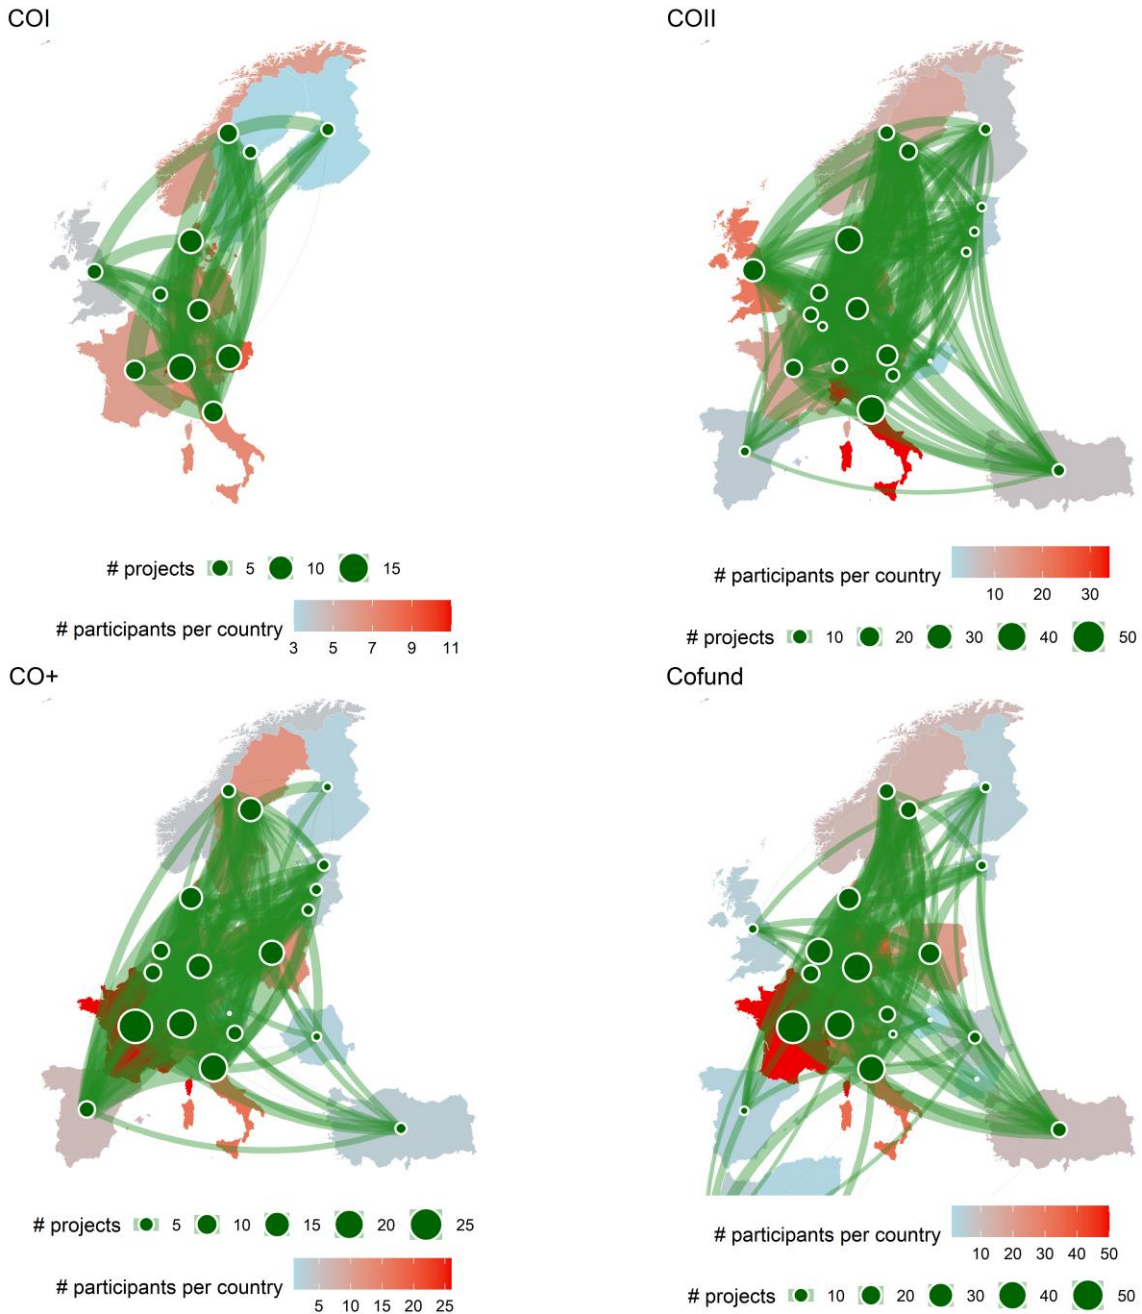 COI
COII
# projects 5 10 15
# participants per country
3 5 7 9 11
# participants per country
10 20 30
# projects 10 20 30 40 50
CO+
Cofund
# projects 5 10 15 20 25
# participants per country
5 10 15 20 25
# participants per country
10 20 30 40 50
# projects 10 20 30 40 50